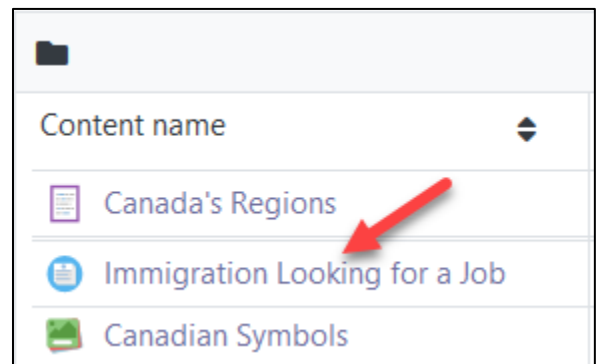 Content name
Canada's Regions
Immigration Looking for a Job
Canadian Symbols